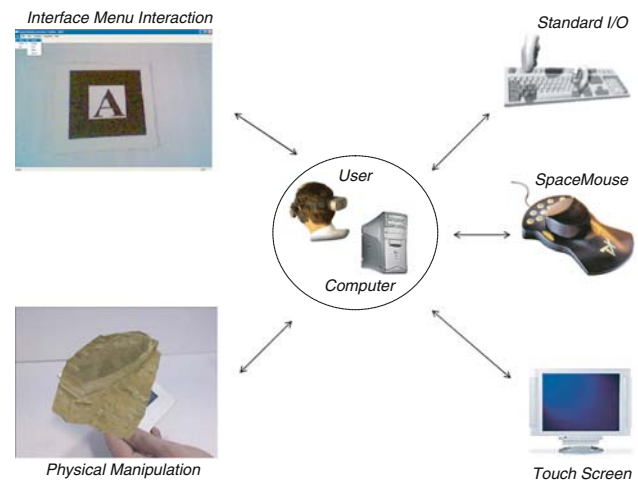 Interface Menu Interaction
Standard I/O
A
User
SpaceMouse
Computer
Physical Manipulation
Touch Screen